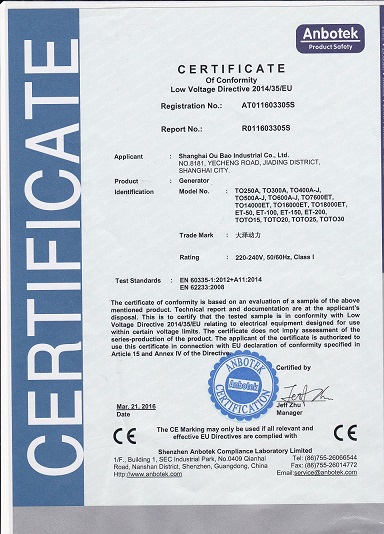 Anbotek
Product Safety
CERTIFICATE
CERTIFICATE
Of Conformity
Low Voltage Directive 2014/35/EU
Registration No.: AT011603305S
Report No.: R011603305S
Applicant : Shanghai Ou Bao Industrial Co., Ltd.
NO.8181, YECHENG ROAD, JIADING DISTRICT,
SHANGHAI CITY.
Product : Generator
Identification Model No. : TO250A, TO300A, TO400A-J,
TO500A-J, TO600A-J, TO7600ET,
TO14000ET, TO16000ET, TO18000ET,
ET-50, ET-100, ET-150, ET-200,
TOTO15, TOTO20, TOTO25, TOTO30
Trade Mark : 大泽动力
Rating : 220-240V, 50/60Hz, Class I
Test Standards : EN 60335-1:2012+A11:2014
EN 62233:2008
The certificate of conformity is based on an evaluation of a sample of the above
mentioned product. Technical report and documentation are at the applicant's
disposal. This is to certify that the tested sample is in conformity with Low
Voltage Directive 2014/35/EU relating to electrical equipment designed for use
within certain voltage limits. The certificate does not imply assessment of the
series-production of the product. The applicant of the certificate is authorized to
use this certificate in connection with EU declaration of conformity specified in
Article 15 and Annex IV of the Directive.
ANBOTEK
Anbotek
CERTIFICATION
Certified by
Mar. 21, 2016
Date
Jeff Zhu
Manager
CE
The CE Marking may only be used if all relevant and
effective EU Directives are complied with
CE
Shenzhen Anbotek Compliance Laboratory Limited
1/F., Building 1, SEC Industrial Park, No.0409 Qianhai Tel: (86)755-26066544
Road, Nanshan District, Shenzhen, Guangdong, China Fax: (86)755-26014772
Http://www.anbotek.com Email:service@anbotek.com